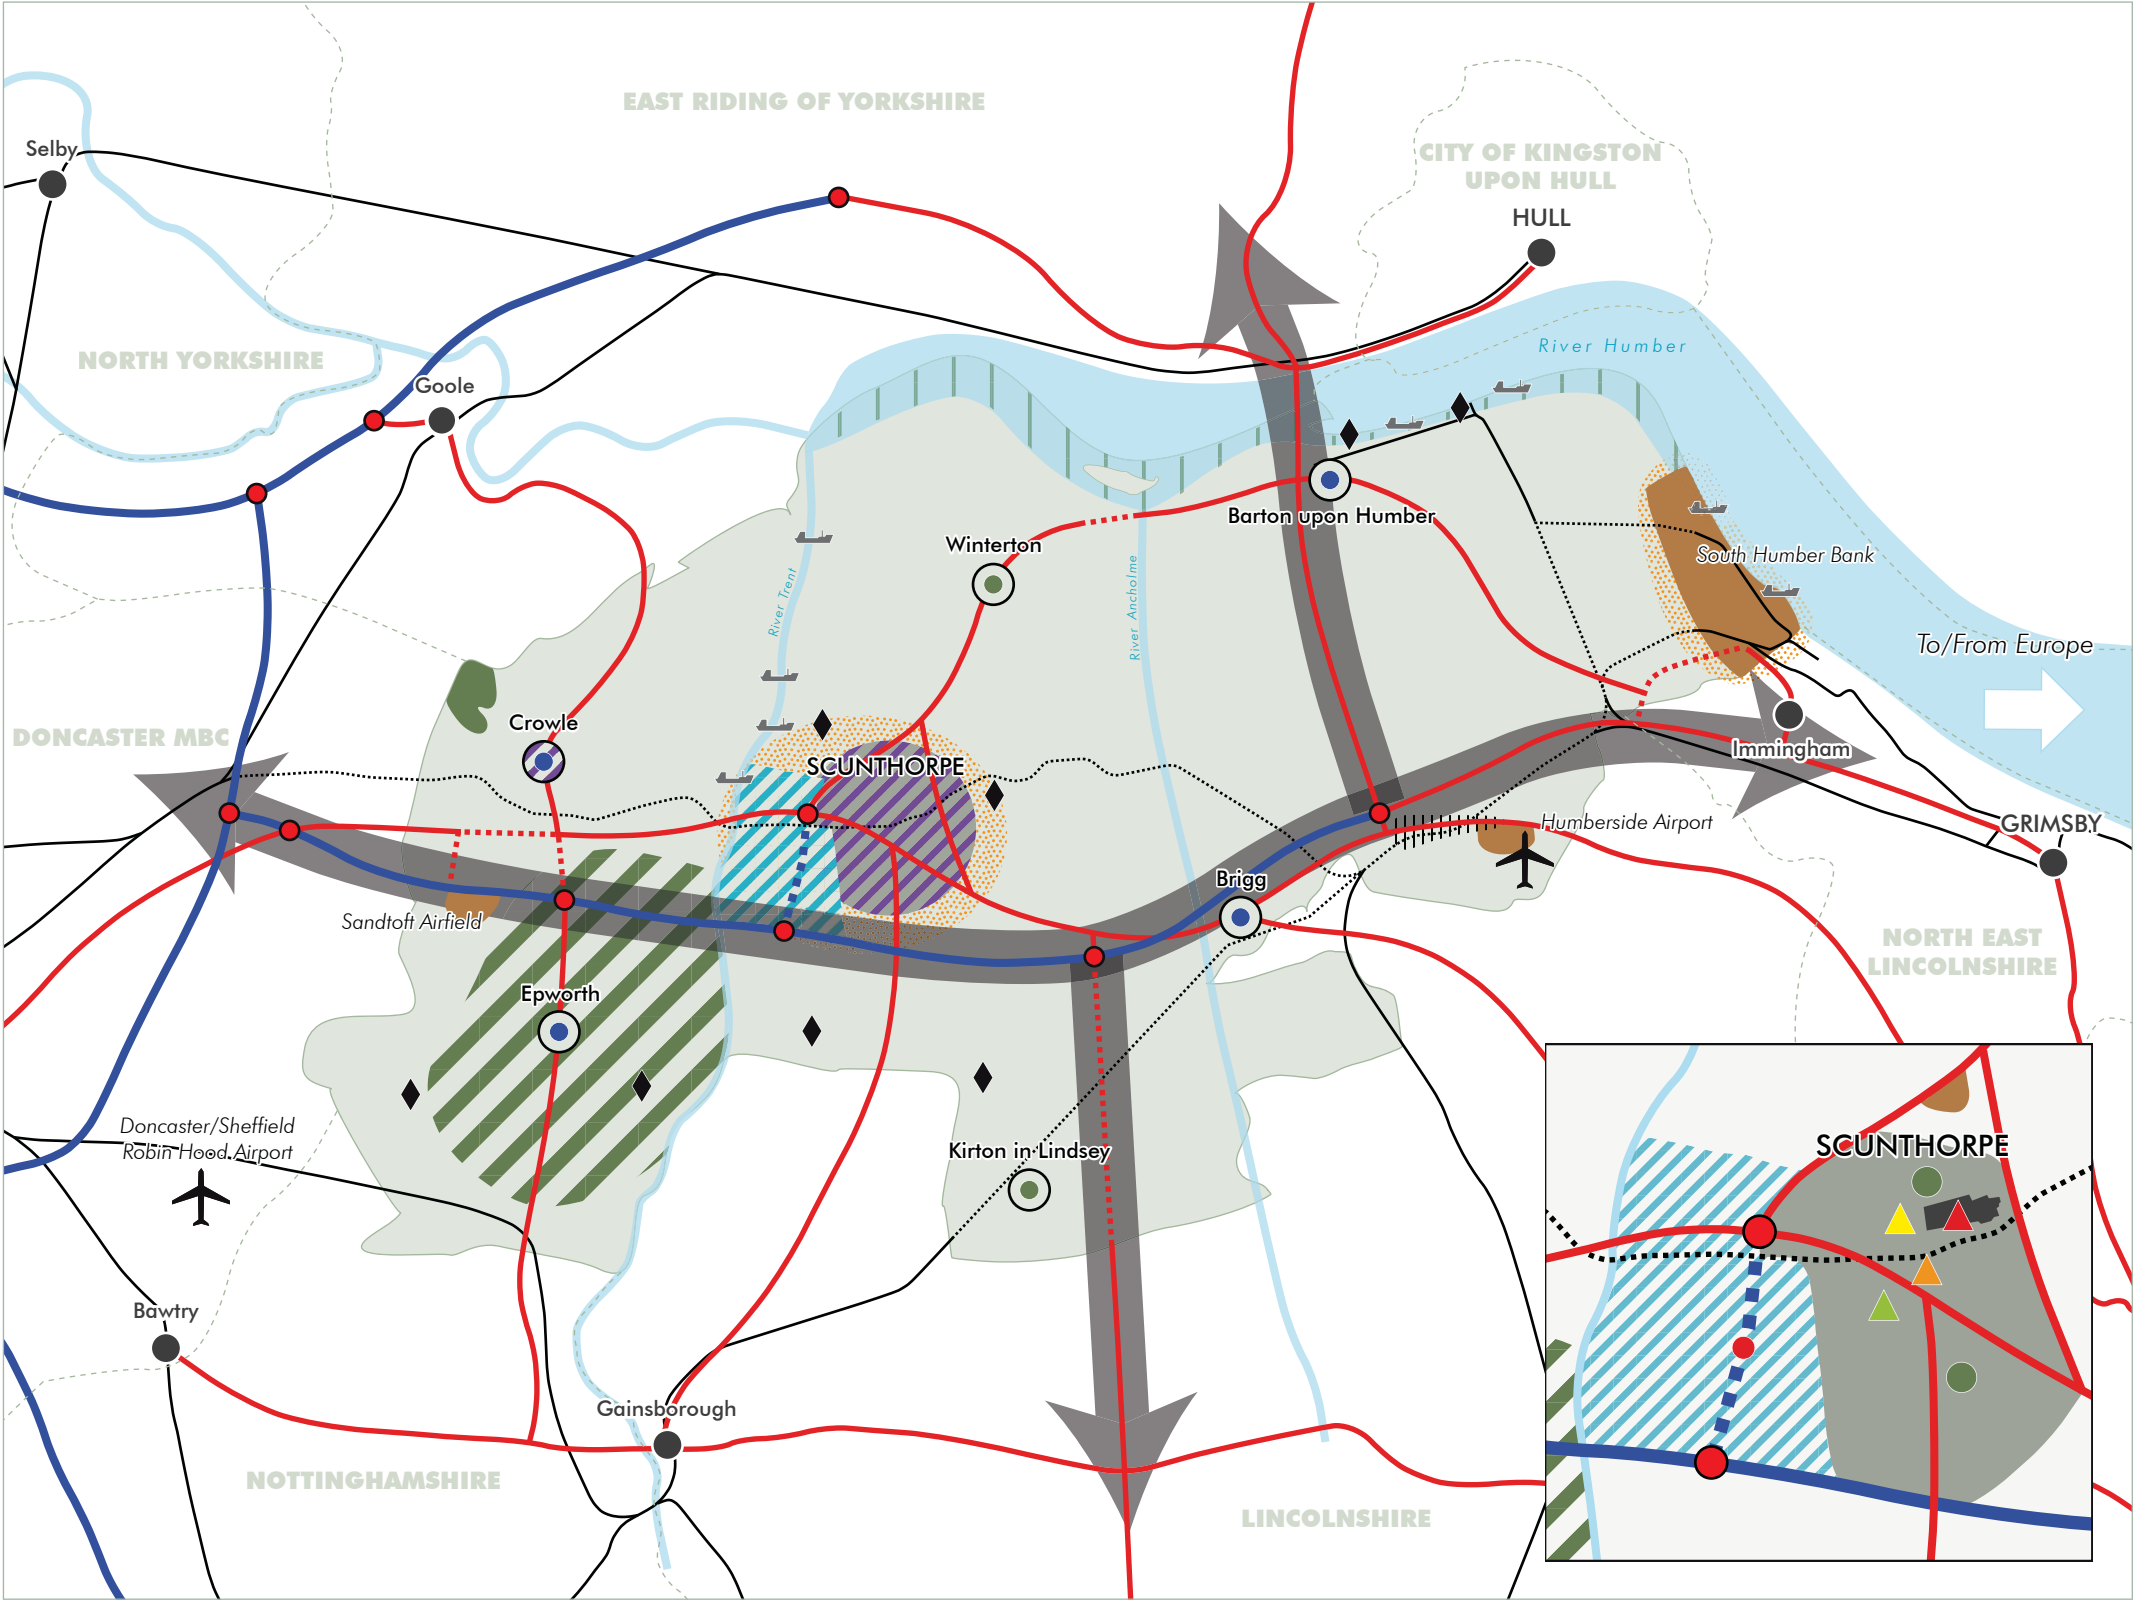 EAST RIDING OF YORKSHIRE
Selby
CITY OF KINGSTON
UPON HULL
HULL
NORTH YORKSHIRE
River Humber
Goole
Barton upon Humber
Winterton
South Humber Bank
River Trent
River Ancholme
To/From Europe
Crowle
DONCASTER MBC
SCUNTHORPE
Immingham
Humberside Airport
GRIMSBY
Brigg
Sandtoft Airfield
NORTH EAST
LINCOLNSHIRE
Epworth
Doncaster/Sheffield
Robin Hood Airport
Kirton in Lindsey
SCUNTHORPE
Bawtry
Gainsborough
NOTTINGHAMSHIRE
LINCOLNSHIRE